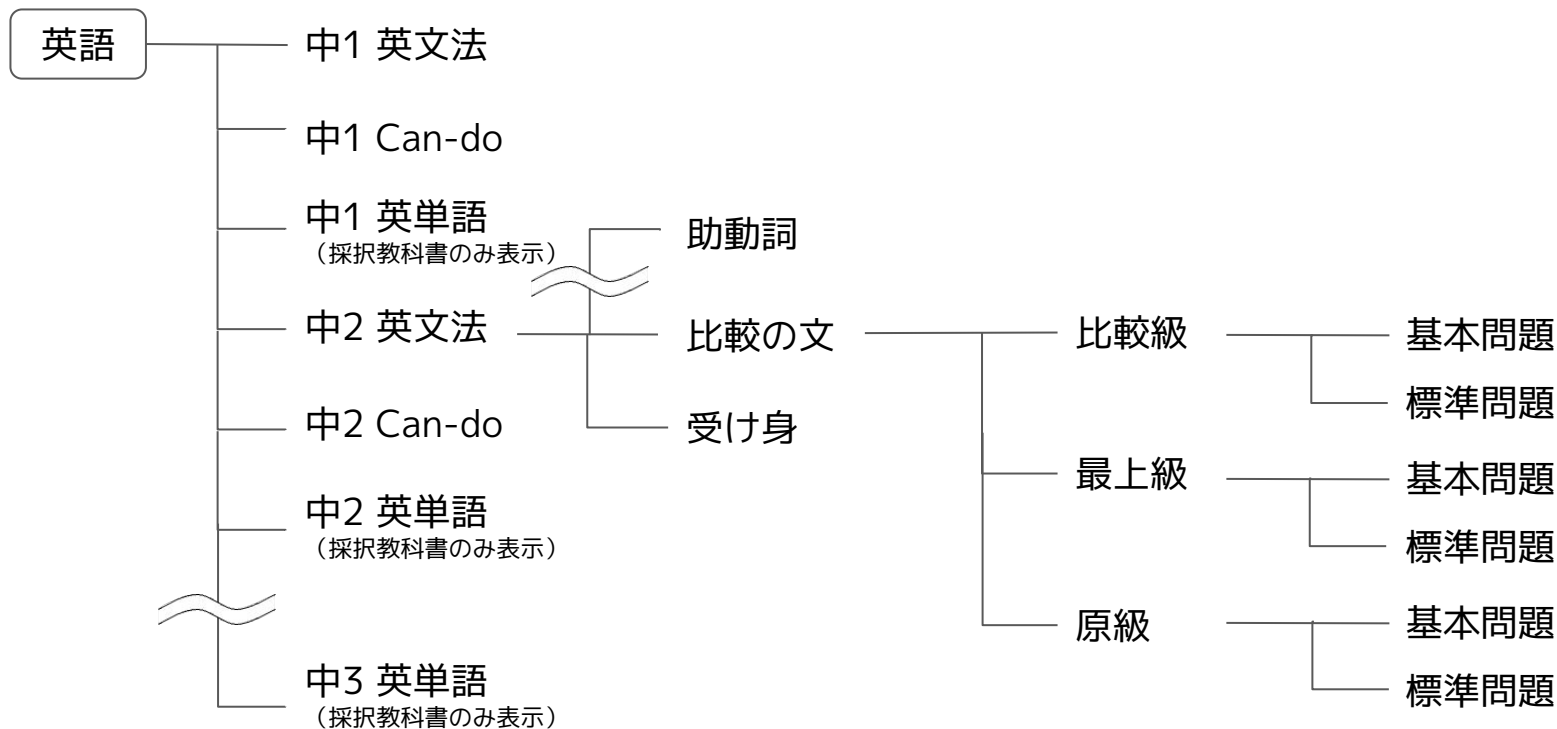 英語
中1 英文法
中1 Can-do
中1 英単語
（採択教科書のみ表示）
中2 英文法
中2 Can-do
中2 英単語
（採択教科書のみ表示）
中3 英単語
（採択教科書のみ表示）
助動詞
比較の文
受け身
比較級
基本問題
標準問題
最上級
基本問題
標準問題
原級
基本問題
標準問題